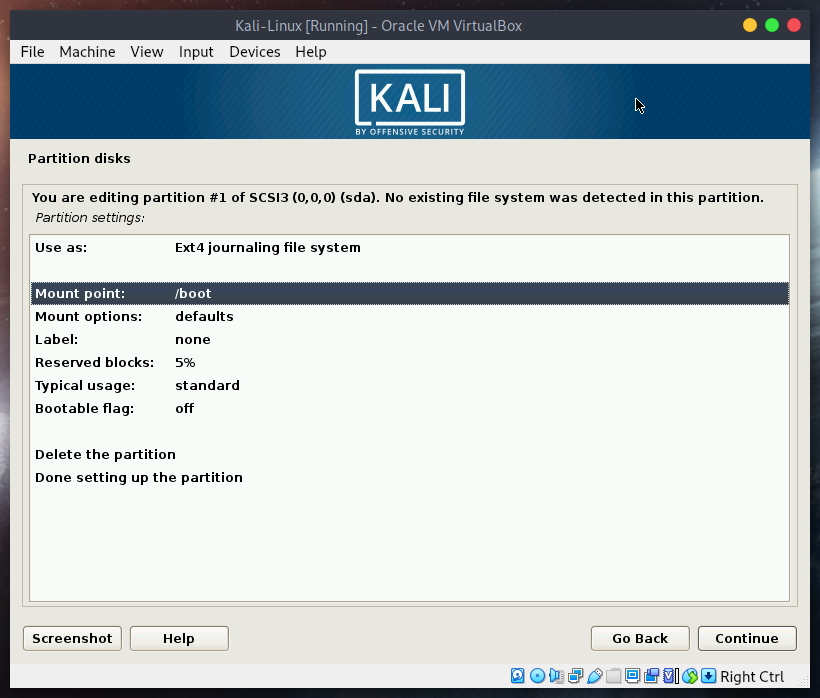 Kali-Linux [Running] - Oracle VM VirtualBox
File Machine View Input Devices Help
KALI
BY OFFENSIVE SECURITY
Partition disks
You are editing partition #1 of SCSI3 (0,0,0) (sda). No existing file system was detected in this partition.
Partition settings:
Use as: Ext4 journaling file system
Mount point: /boot
Mount options: defaults
Label: none
Reserved blocks: 5%
Typical usage: standard
Bootable flag: off
Delete the partition
Done setting up the partition
Screenshot Help Go Back Continue
Right Ctrl